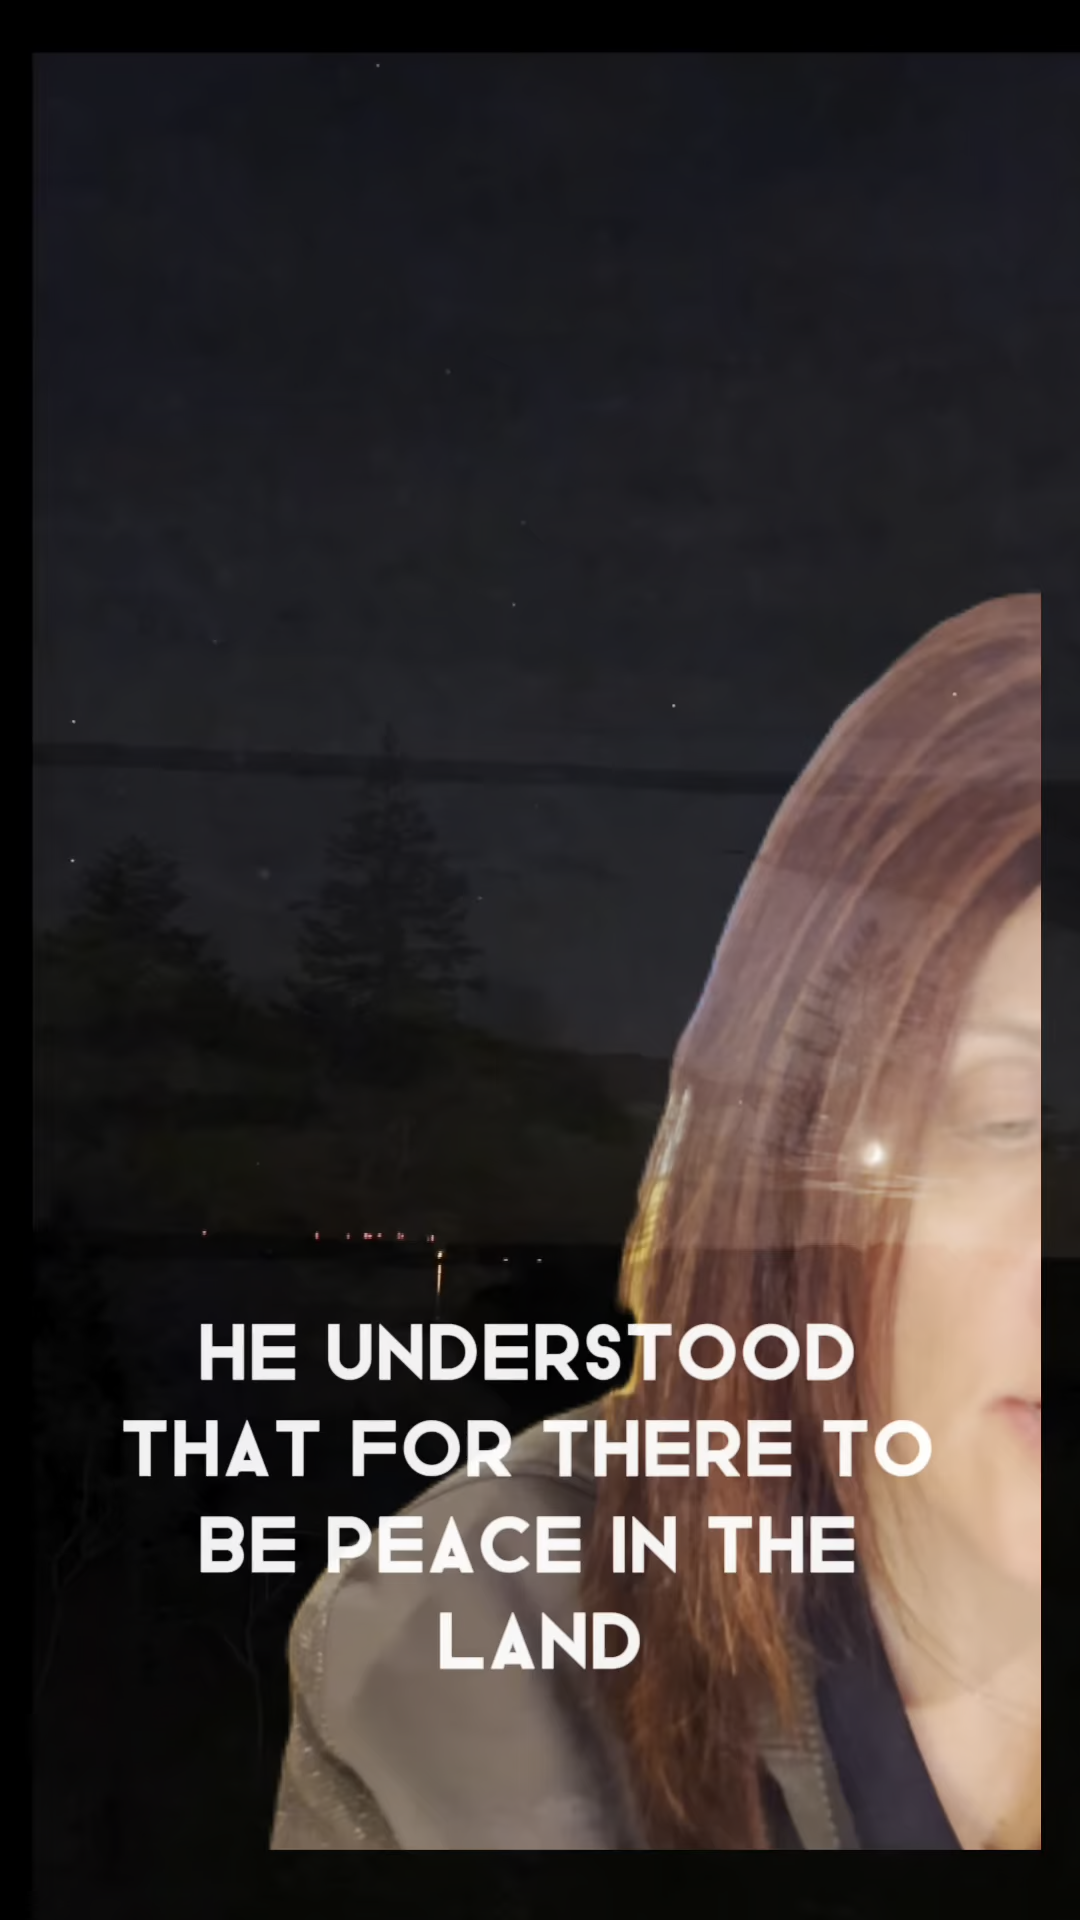 HE UNDERSTOOD
THAT FOR THERE TO
BE PEACE IN THE
LAND